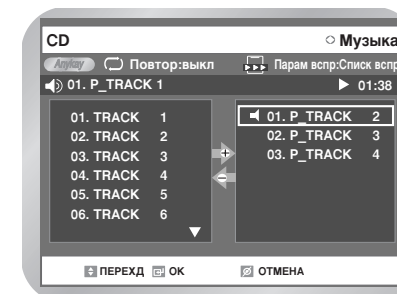 CD Музыка
Anykey Повтор:выкл Парам вспр:Списк вспр
01. P_TRACK 1 01:38
01. TRACK 1
02. TRACK 2
03. TRACK 3
04. TRACK 4
05. TRACK 5
06. TRACK 6
01. P_TRACK 2
02. P_TRACK 3
03. P_TRACK 4
ПЕРЕХД OK ОТМЕНА